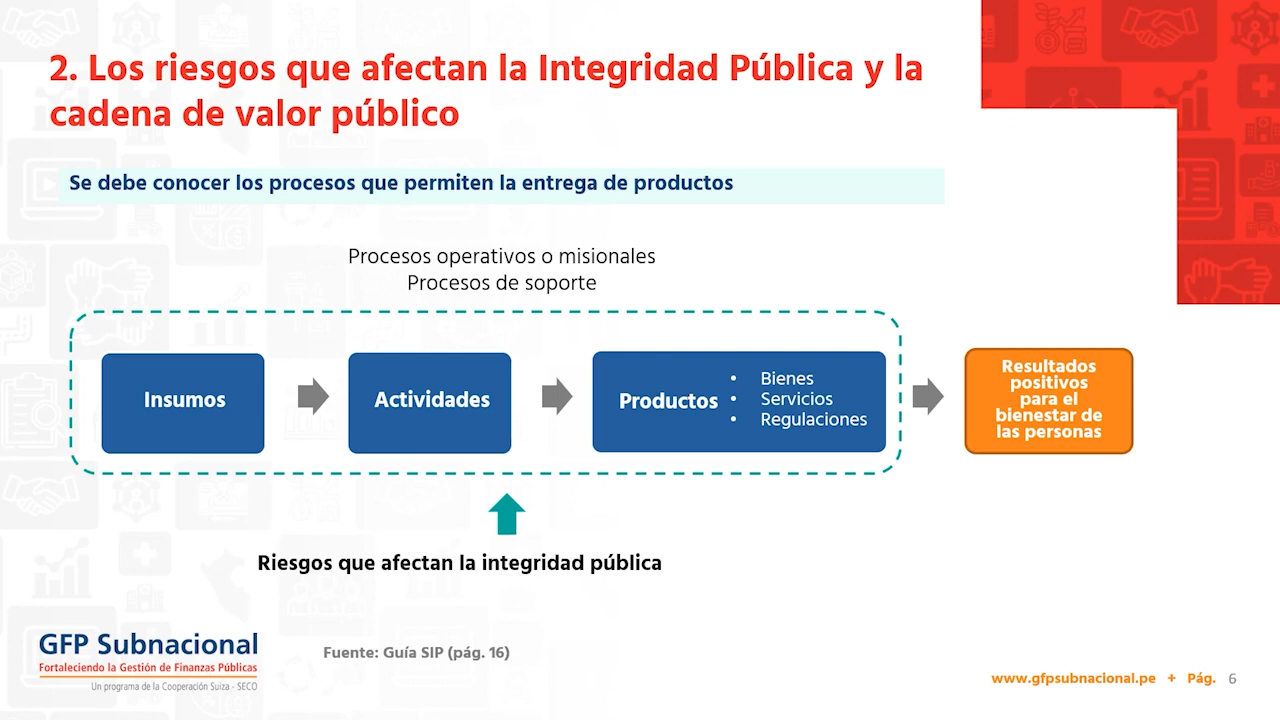 2. Los riesgos que afectan la Integridad Pública y la
cadena de valor público
Se debe conocer los procesos que permiten la entrega de productos
Procesos operativos o misionales
Procesos de soporte
Insumos
Actividades
Productos
• Bienes
• Servicios
• Regulaciones
Resultados
positivos
para el
bienestar de
las personas
Riesgos que afectan la integridad pública
GFP Subnacional
Fortaleciendo la Gestión de Finanzas Públicas
Un programa de la Cooperación Suiza - SECO
Fuente: Guía SIP (pág. 16)
www.gfpsubnacional.pe + Pág. 6